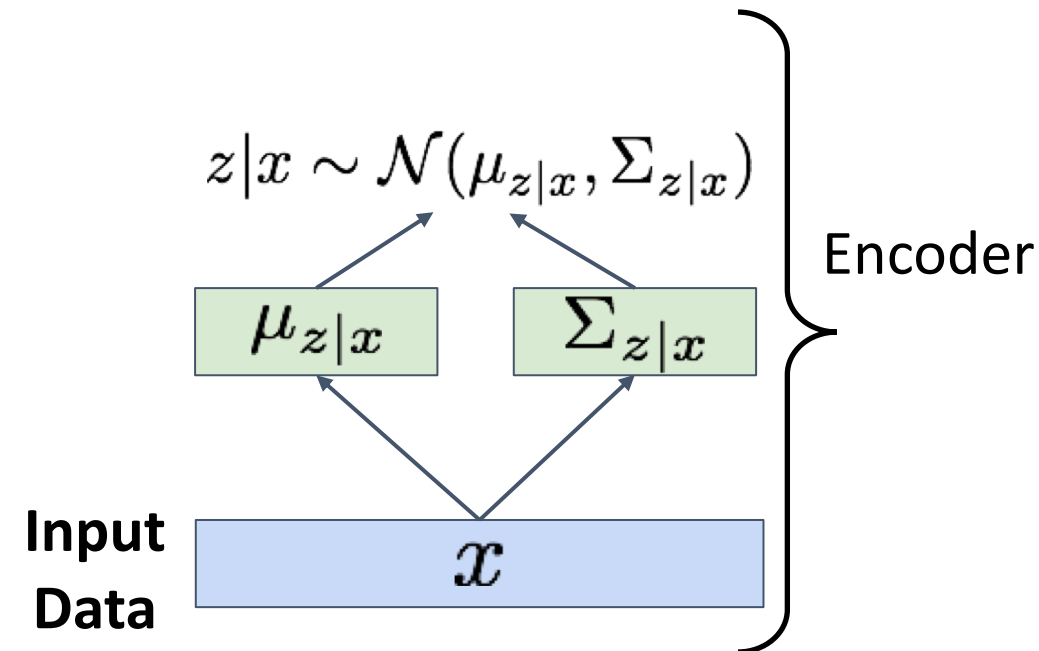 z|x ∼ 𝒩(μ_{z|x}, Σ_{z|x})
Encoder
μ_{z|x}
Σ_{z|x}
Input
Data
x